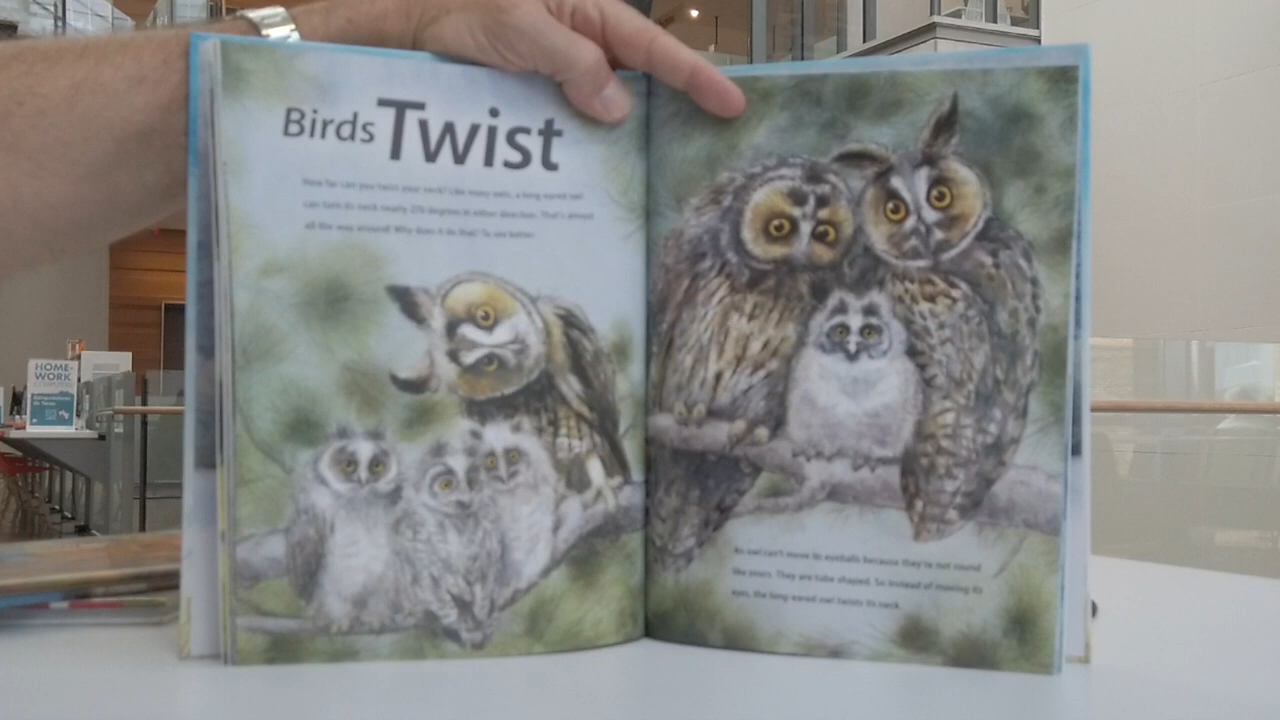 Birds Twist
How far can you twist your neck? Like many owls, a long-eared owl
can turn its neck nearly 270 degrees in either direction. That's almost
all the way around! Why does it do that? To see better.
An owl can't move its eyeballs because they're not round
like yours. They are tube shaped. So instead of moving its
eyes, the long-eared owl twists its neck.
HOME-
WORK